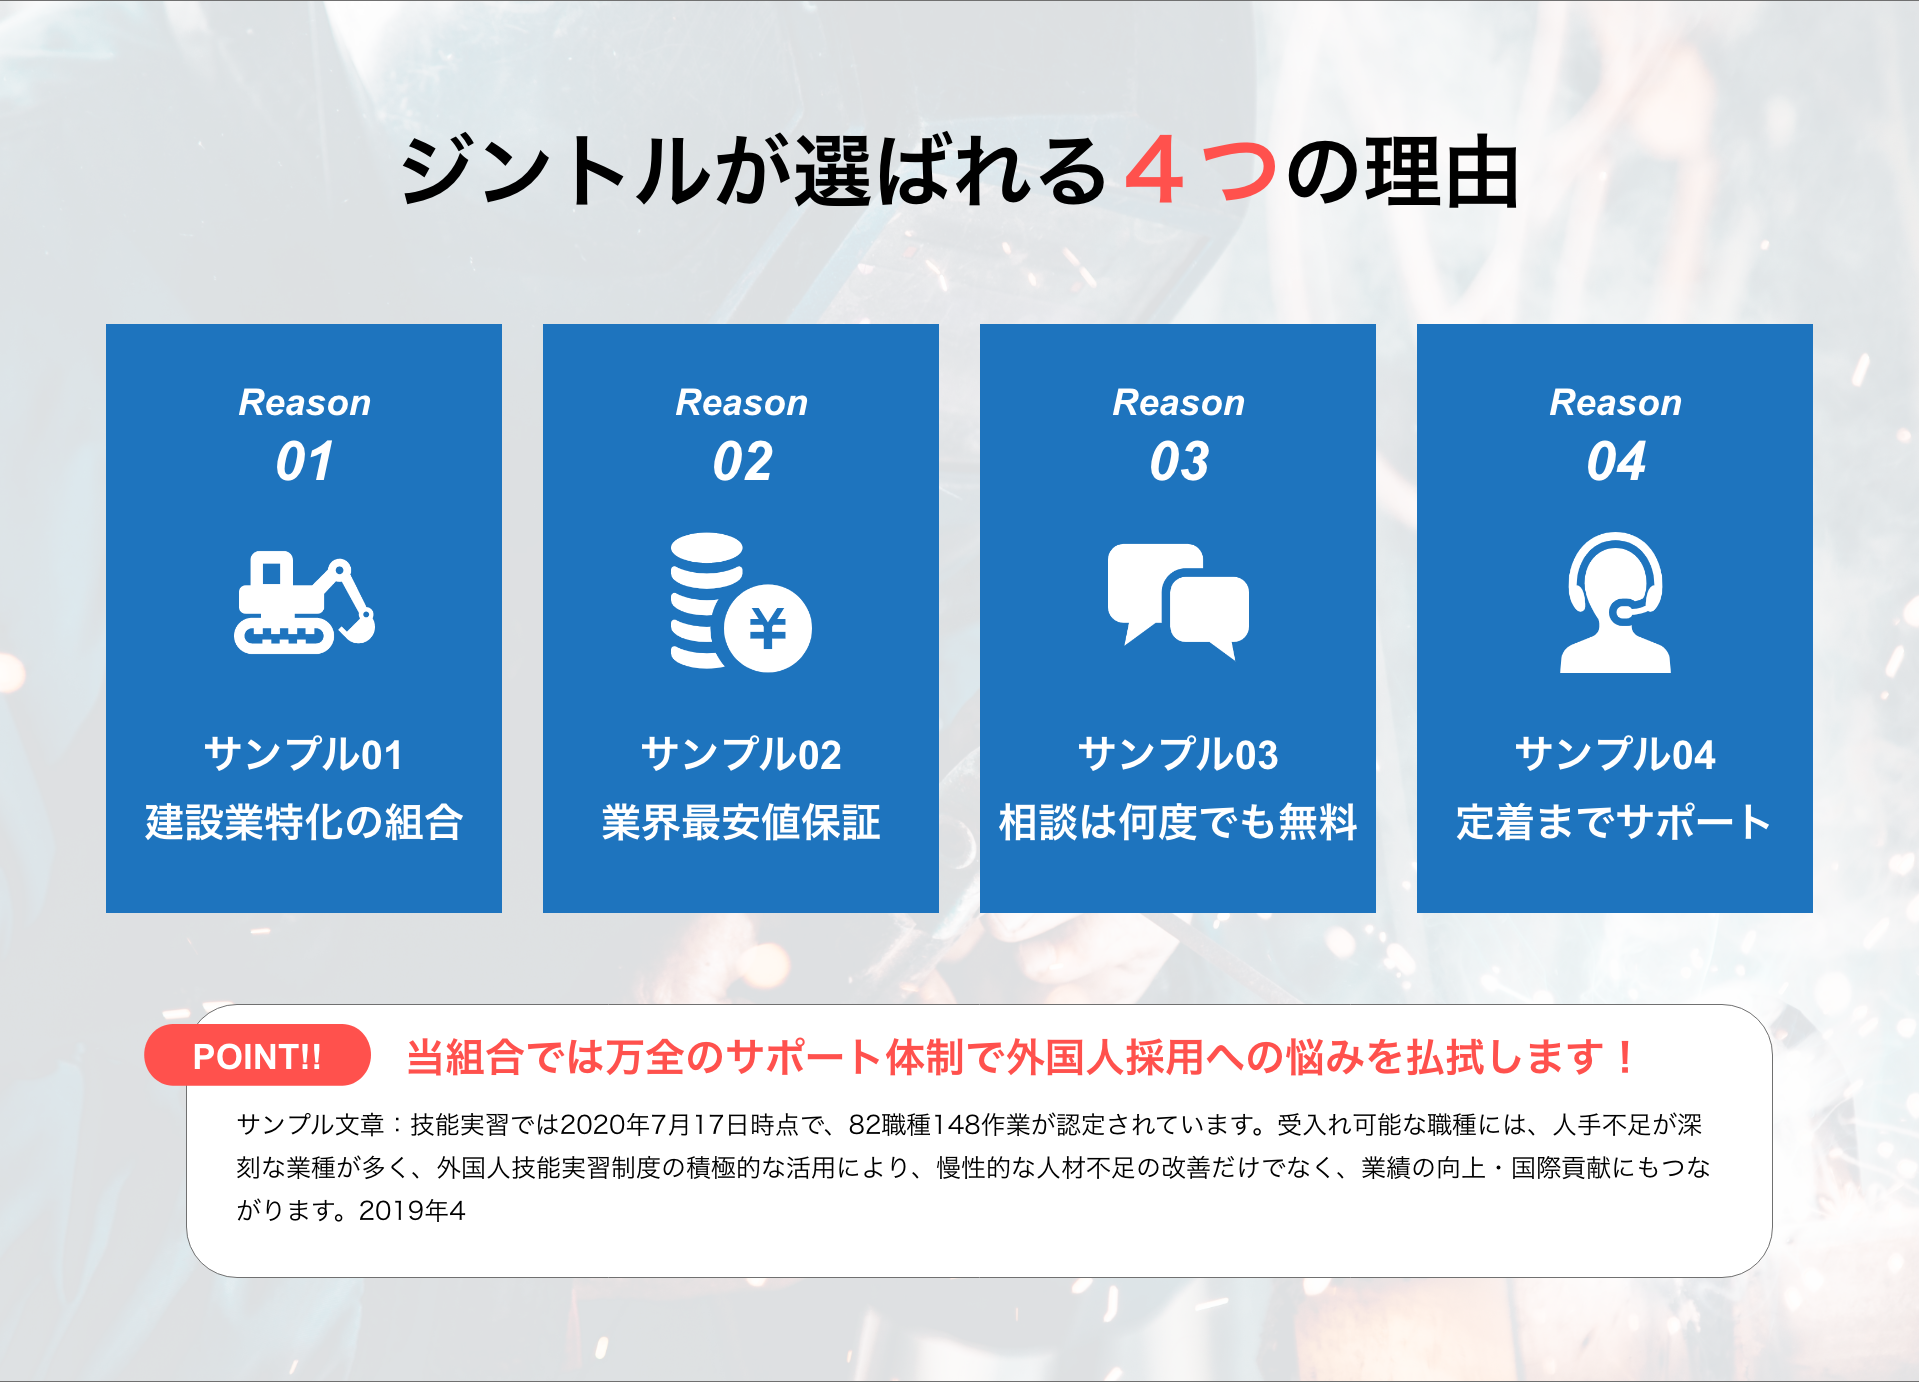 ジントルが選ばれる４つの理由
Reason
01
サンプル01
建設業特化の組合
Reason
02
¥
サンプル02
業界最安値保証
Reason
03
サンプル03
相談は何度でも無料
Reason
04
サンプル04
定着までサポート
POINT!!
当組合では万全のサポート体制で外国人採用への悩みを払拭します！
サンプル文章：技能実習では2020年7月17日時点で、82職種148作業が認定されています。受入れ可能な職種には、人手不足が深
刻な業種が多く、外国人技能実習制度の積極的な活用により、慢性的な人材不足の改善だけでなく、業績の向上・国際貢献にもつな
がります。2019年4